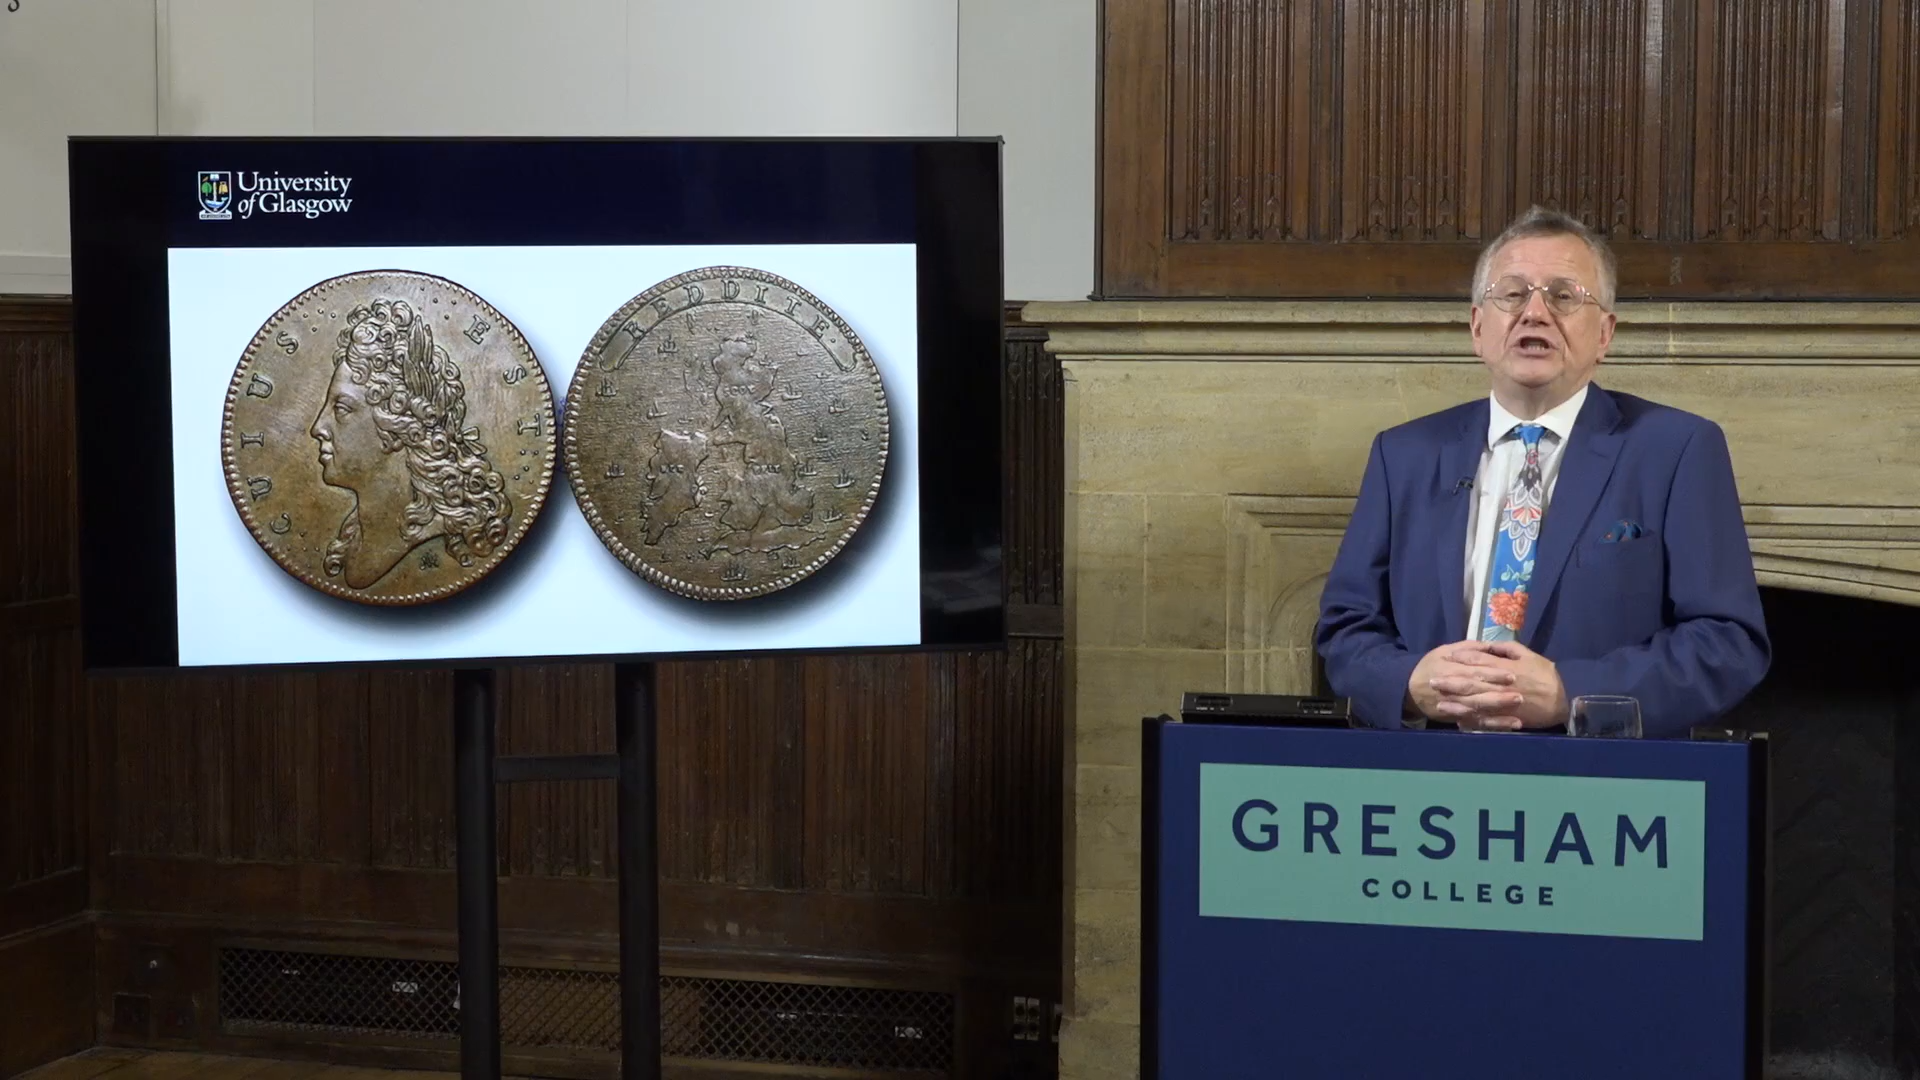 University
of Glasgow
CUIUS EST
REDDITE
GRESHAM
COLLEGE